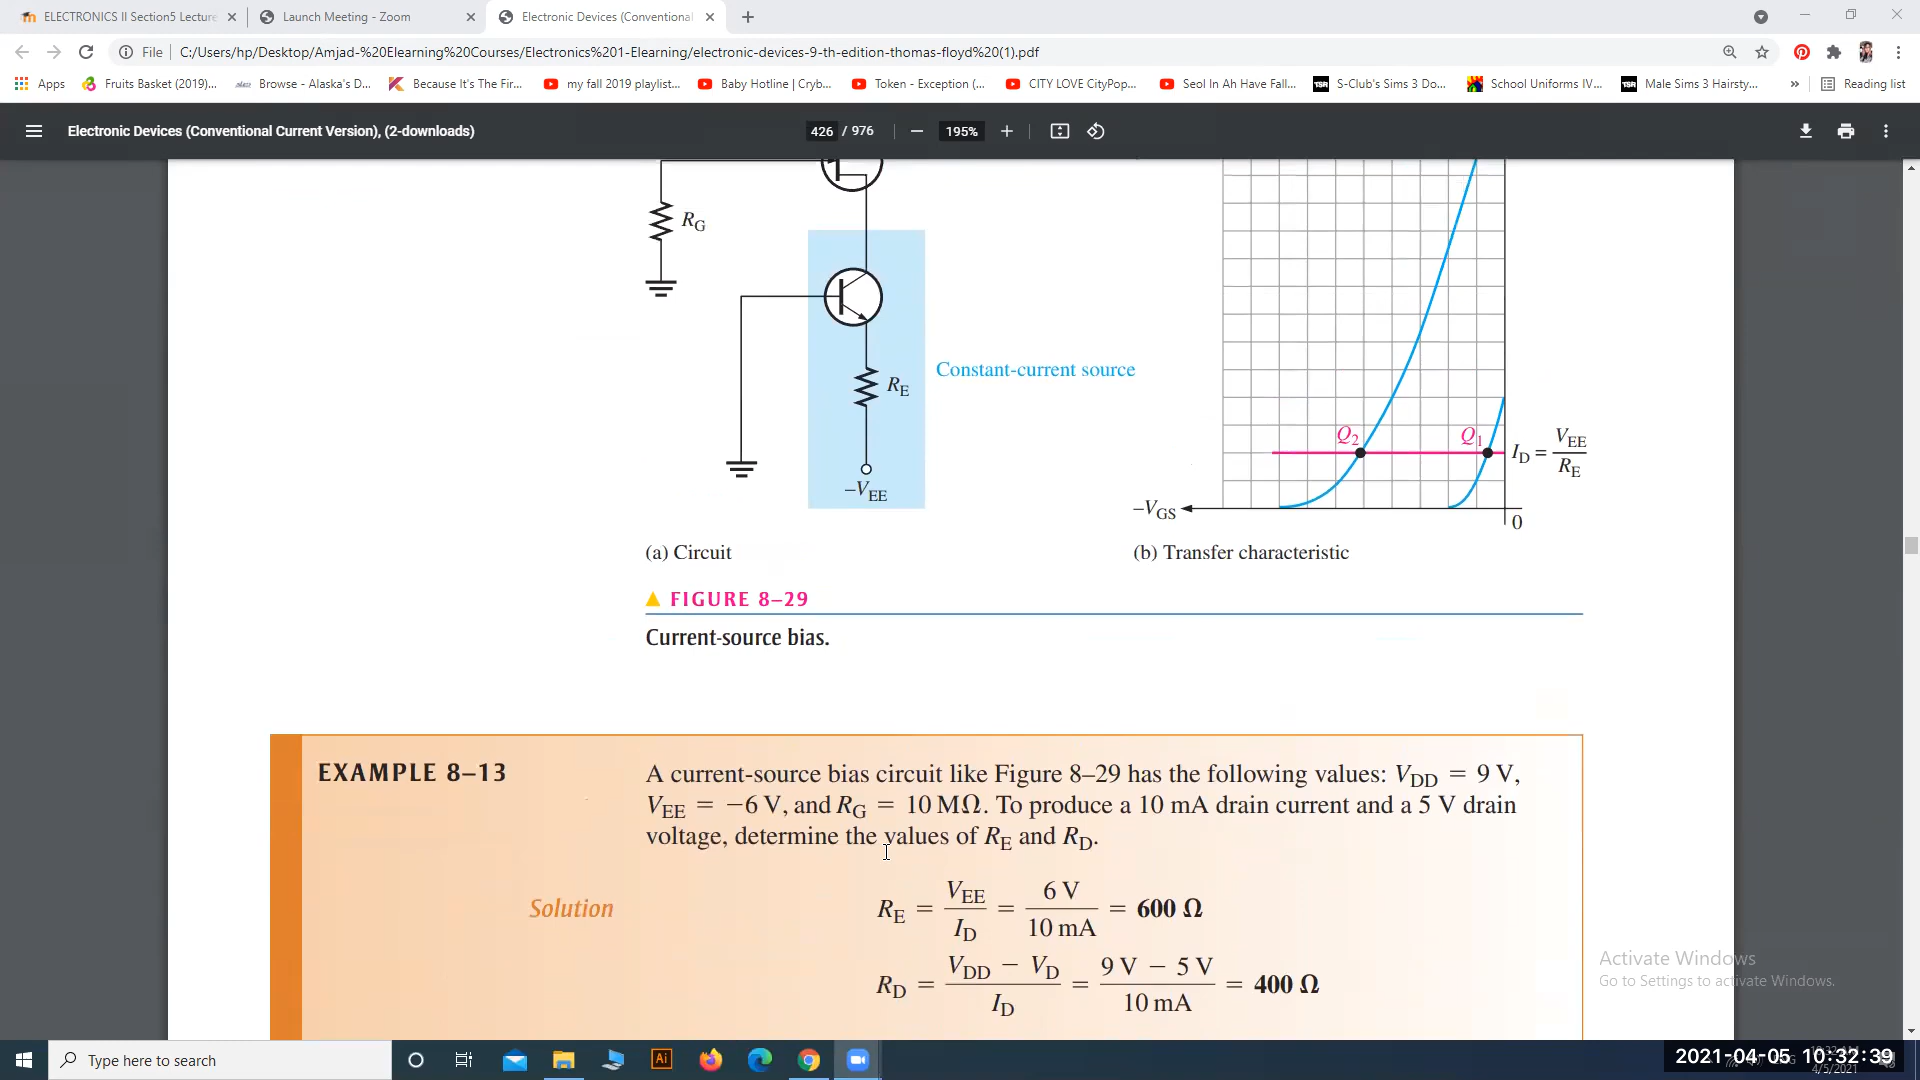 ELECTRONICS II Section5 Lecture
Launch Meeting - Zoom
Electronic Devices (Conventional
File
C:/Users/hp/Desktop/Amjad-%20Elearning%20Courses/Electronics%201-Elearning/electronic-devices-9-th-edition-thomas-floyd%20(1).pdf
Apps
Fruits Basket (2019)...
Browse - Alaska's D...
Because It's The Fir...
my fall 2019 playlist...
Baby Hotline | Cryb...
Token - Exception (...
CITY LOVE CityPop...
Seol In Ah Have Fall...
S-Club's Sims 3 Do...
School Uniforms IV...
Male Sims 3 Hairsty...
»
Reading list
Electronic Devices (Conventional Current Version), (2-downloads)
426 / 976
195%
RG
Constant-current source
RE
Q2
Q1
ID = VEE / RE
–VEE
–VGS
0
(a) Circuit
(b) Transfer characteristic
FIGURE 8–29
Current-source bias.
EXAMPLE 8–13
A current-source bias circuit like Figure 8–29 has the following values: VDD = 9 V,
VEE = −6 V, and RG = 10 MΩ. To produce a 10 mA drain current and a 5 V drain
voltage, determine the values of RE and RD.
Solution
RE = VEE / ID = 6 V / 10 mA = 600 Ω
RD = VDD − VD / ID = 9 V − 5 V / 10 mA = 400 Ω
Activate Windows
Go to Settings to activate Windows.
Type here to search
Ai
2021-04-05 10:32:39
4/5/2021